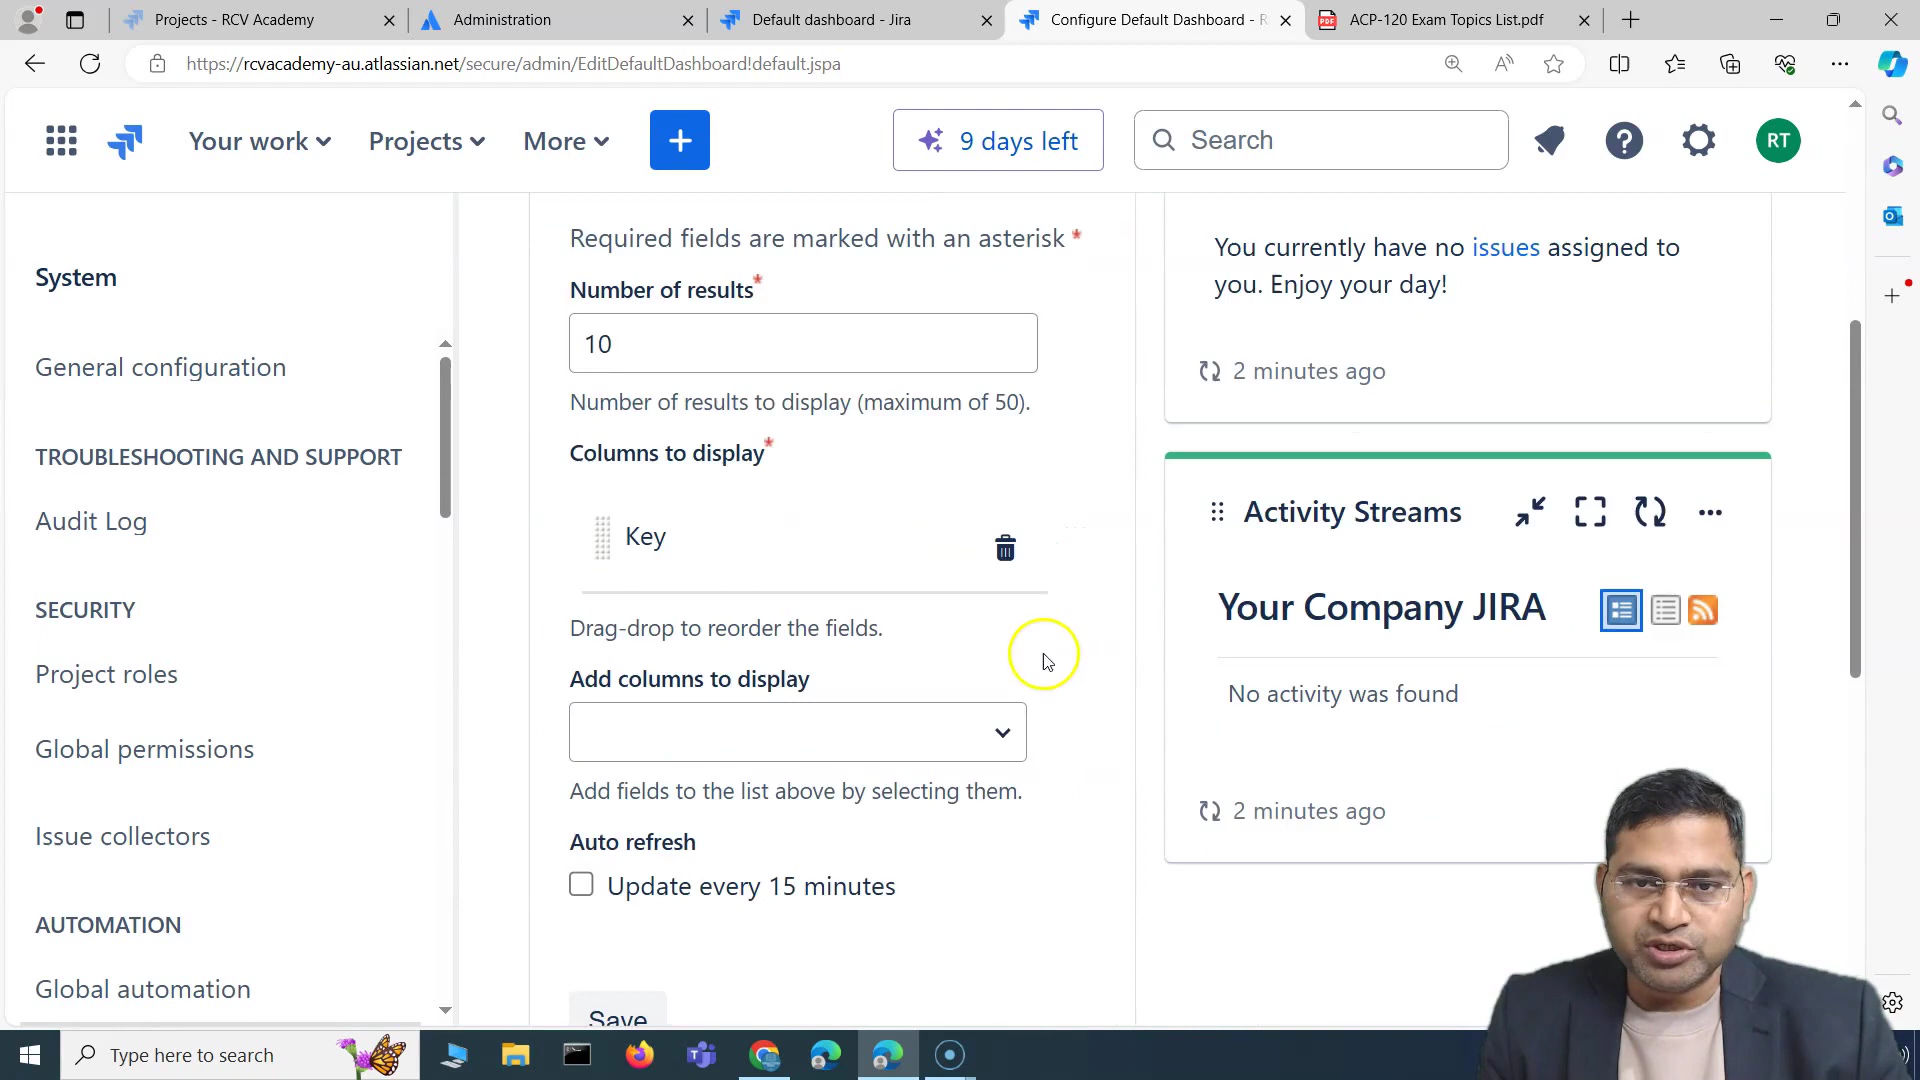 Projects - RCV Academy
Administration
Default dashboard - Jira
Configure Default Dashboard - R
ACP-120 Exam Topics List.pdf
https://rcvacademy-au.atlassian.net/secure/admin/EditDefaultDashboard!default.jspa
Your work
Projects
More
9 days left
Search
RT
System
General configuration
TROUBLESHOOTING AND SUPPORT
Audit Log
SECURITY
Project roles
Global permissions
Issue collectors
AUTOMATION
Global automation
Required fields are marked with an asterisk *
Number of results*
10
Number of results to display (maximum of 50).
Columns to display*
Key
Drag-drop to reorder the fields.
Add columns to display
Add fields to the list above by selecting them.
Auto refresh
Update every 15 minutes
Save
You currently have no issues assigned to
you. Enjoy your day!
2 minutes ago
Activity Streams
Your Company JIRA
No activity was found
2 minutes ago
Type here to search